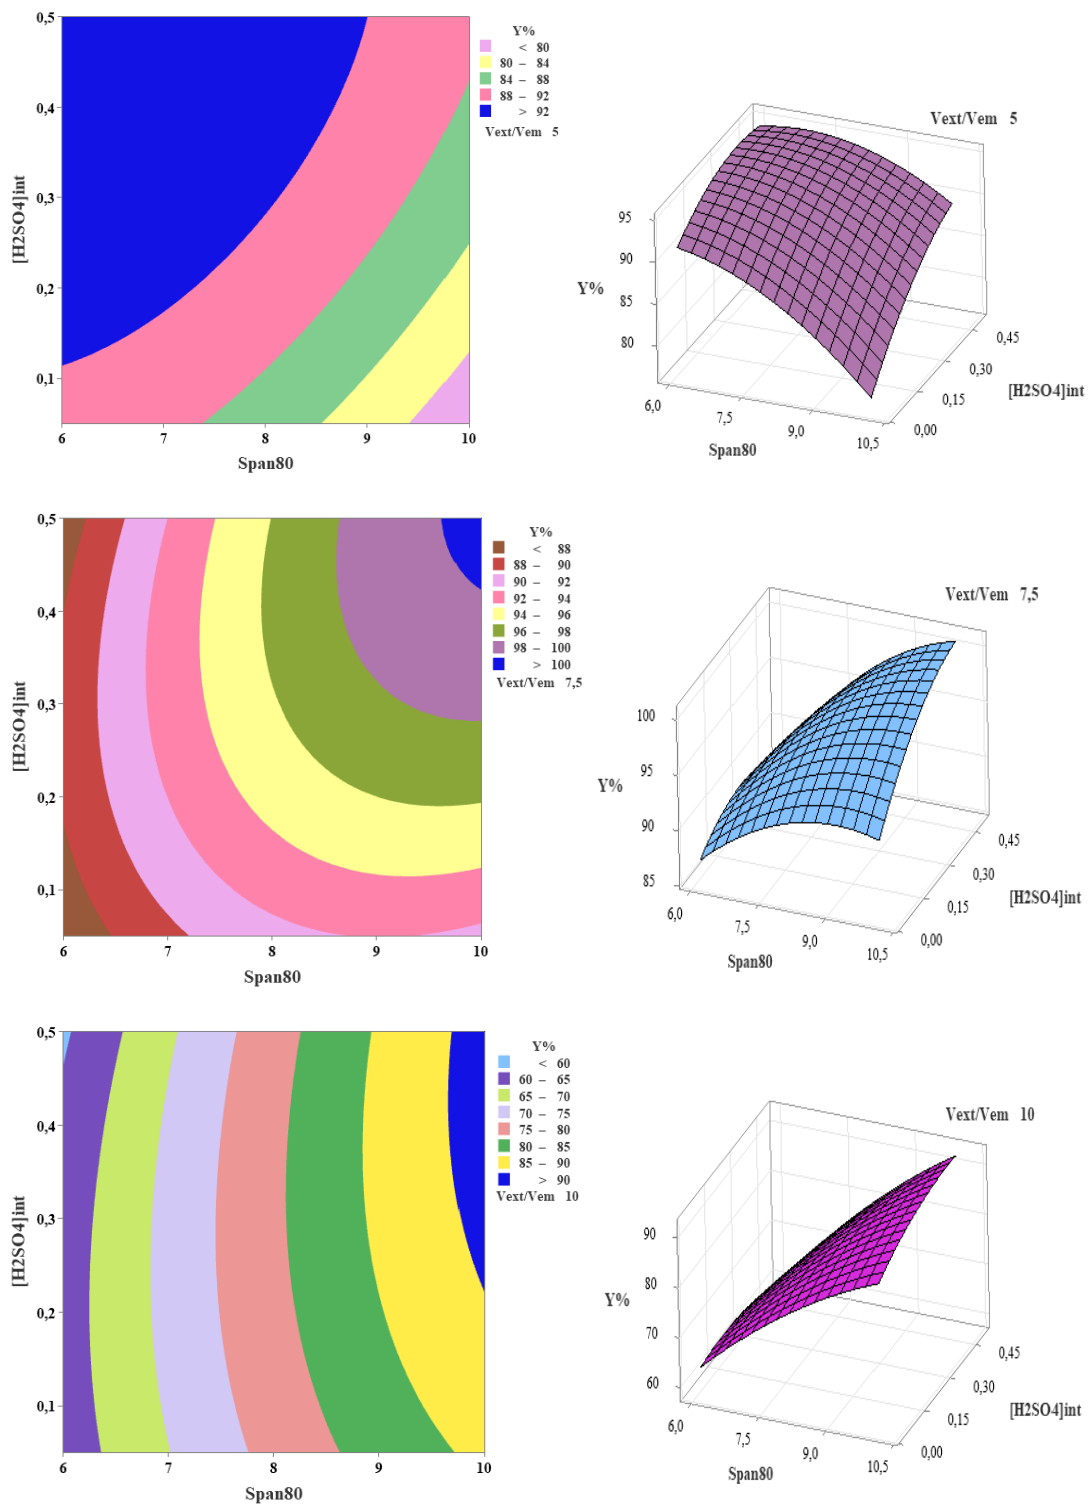 0,5
0,4
0,3
0,2
0,1
[H2SO4]int
6 7 8 9 10
Span80
Y%
< 80
80 – 84
84 – 88
88 – 92
> 92
Vext/Vem 5
Vext/Vem 5
95
90
85
80
Y%
6,0
7,5
9,0
10,5
Span80
0,00
0,15
0,30
0,45
[H2SO4]int
0,5
0,4
0,3
0,2
0,1
[H2SO4]int
6 7 8 9 10
Span80
Y%
< 88
88 – 90
90 – 92
92 – 94
94 – 96
96 – 98
98 – 100
> 100
Vext/Vem 7,5
Vext/Vem 7,5
100
95
90
85
Y%
6,0
7,5
9,0
10,5
Span80
0,00
0,15
0,30
0,45
[H2SO4]int
0,5
0,4
0,3
0,2
0,1
[H2SO4]int
6 7 8 9 10
Span80
Y%
< 60
60 – 65
65 – 70
70 – 75
75 – 80
80 – 85
85 – 90
> 90
Vext/Vem 10
Vext/Vem 10
90
80
70
60
Y%
6,0
7,5
9,0
10,5
Span80
0,00
0,15
0,30
0,45
[H2SO4]int